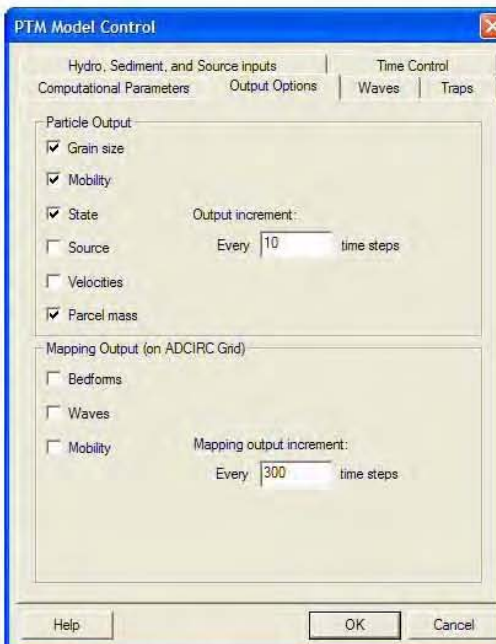 PTM Model Control
Hydro, Sediment, and Source inputs Time Control
Computational Parameters Output Options Waves Traps
Particle Output
Grain size
Mobility
State Output increment:
Source Every 10 time steps
Velocities
Parcel mass
Mapping Output (on ADCIRC Grid)
Bedforms
Waves
Mobility Mapping output increment:
Every 300 time steps
Help OK Cancel